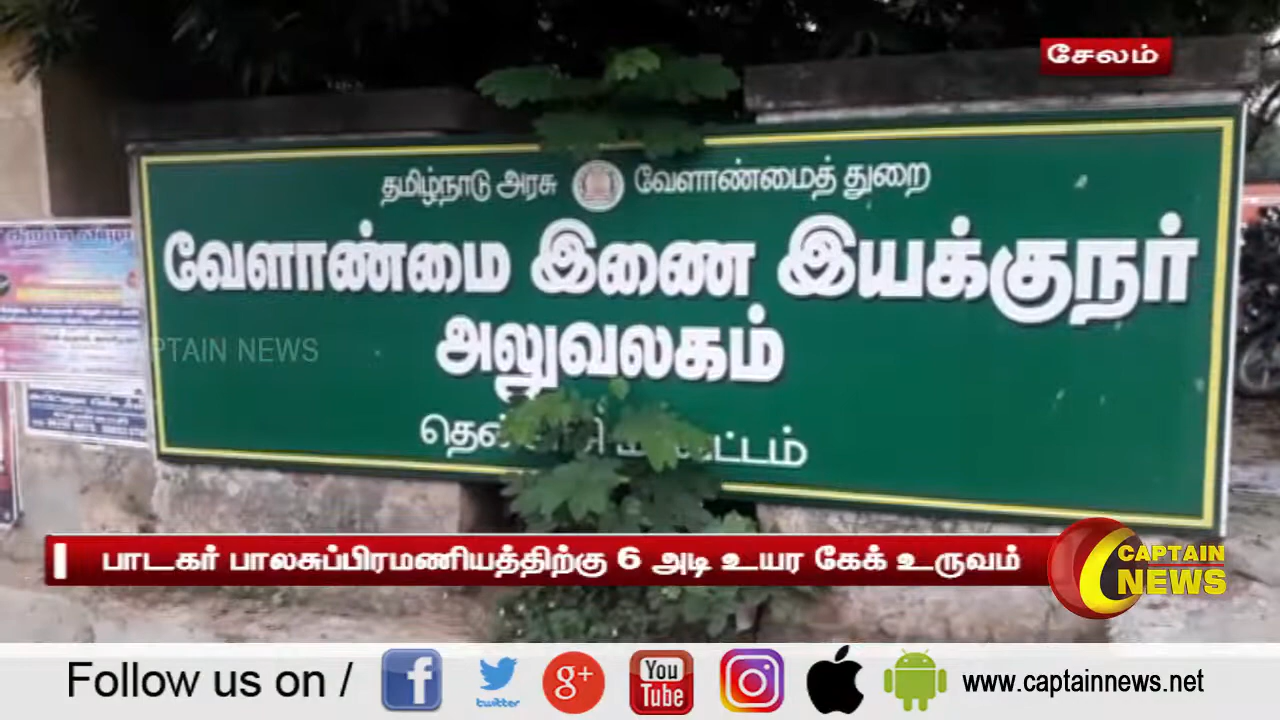 சேலம்
தமிழ்நாடு அரசு வேளாண்மைத் துறை
வேளாண்மை இணை இயக்குநர்
அலுவலகம்
CAPTAIN NEWS
பாடகர் பாலசுப்பிரமணியத்திற்கு 6 அடி உயர கேக் உருவம்
CAPTAIN
NEWS
Follow us on / f twitter g+ You Tube www.captainnews.net